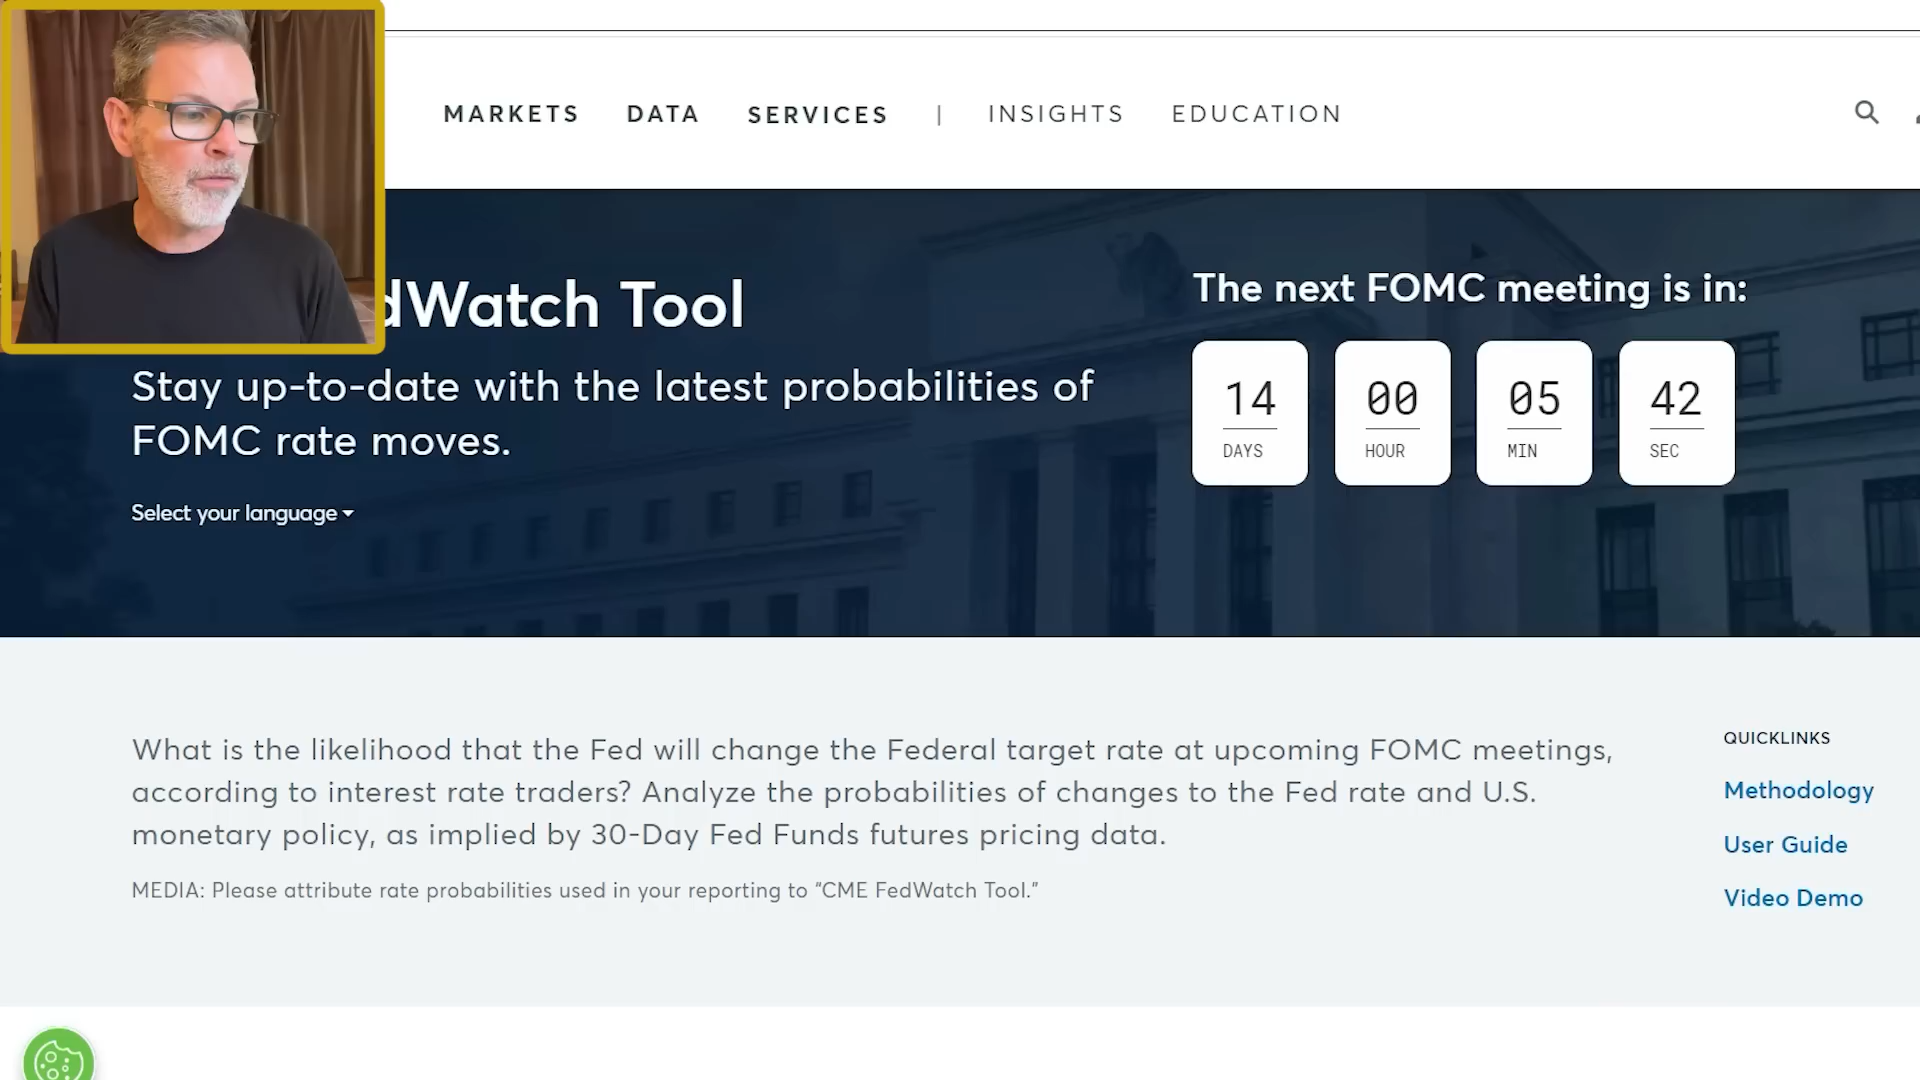 MARKETS DATA SERVICES | INSIGHTS EDUCATION
dWatch Tool
Stay up-to-date with the latest probabilities of
FOMC rate moves.
Select your language
The next FOMC meeting is in:
14 00 05 42
DAYS HOUR MIN SEC
What is the likelihood that the Fed will change the Federal target rate at upcoming FOMC meetings,
according to interest rate traders? Analyze the probabilities of changes to the Fed rate and U.S.
monetary policy, as implied by 30-Day Fed Funds futures pricing data.
MEDIA: Please attribute rate probabilities used in your reporting to “CME FedWatch Tool.”
QUICKLINKS
Methodology
User Guide
Video Demo